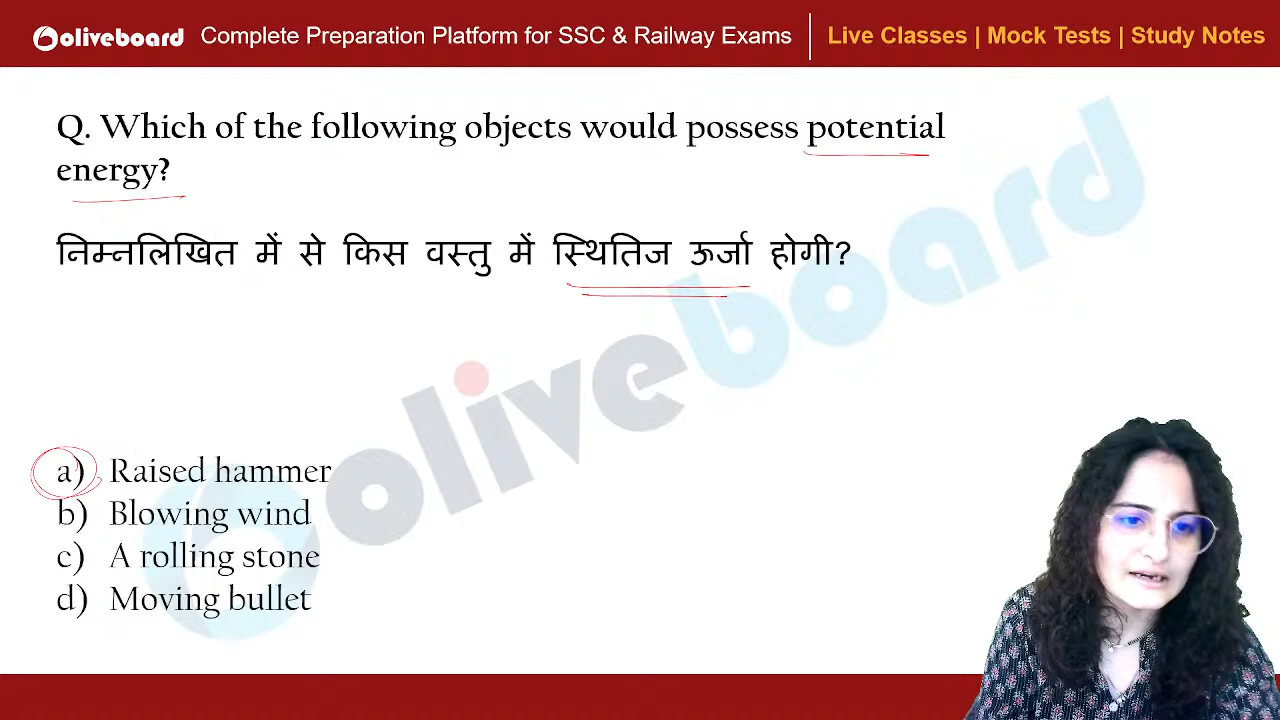 oliveboard Complete Preparation Platform for SSC & Railway Exams Live Classes | Mock Tests | Study Notes
Q. Which of the following objects would possess potential
energy?
निम्नलिखित में से किस वस्तु में स्थितिज ऊर्जा होगी?
oliveboard
a) Raised hammer
b) Blowing wind
c) A rolling stone
d) Moving bullet